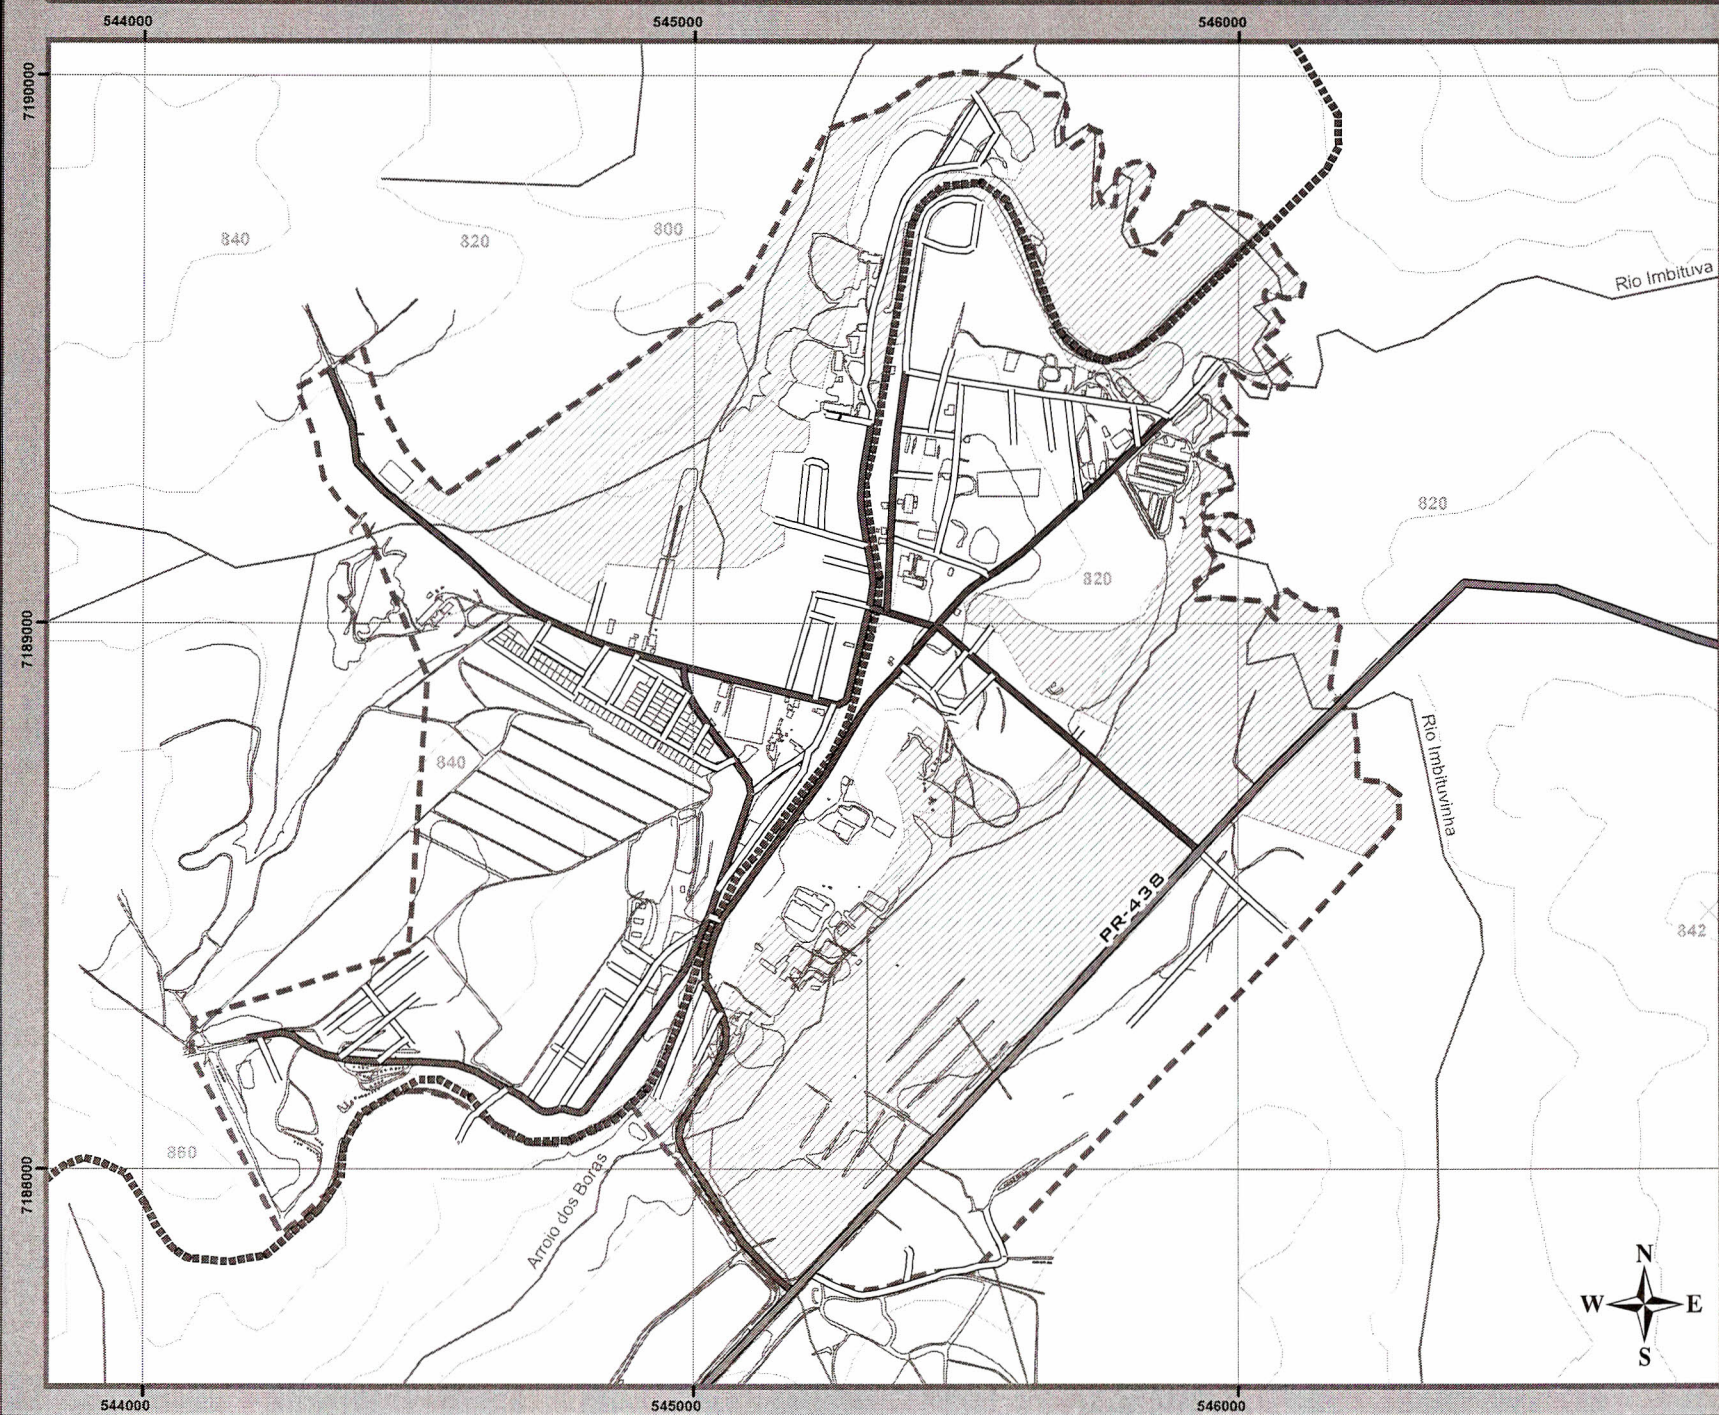 544000
545000
546000
7190000
840
820
800
Rio Imbituva
820
820
7189000
840
Rio Imbituvinha
PR-438
842
860
7188000
Arroio dos Boras
N
W
E
S
544000
545000
546000